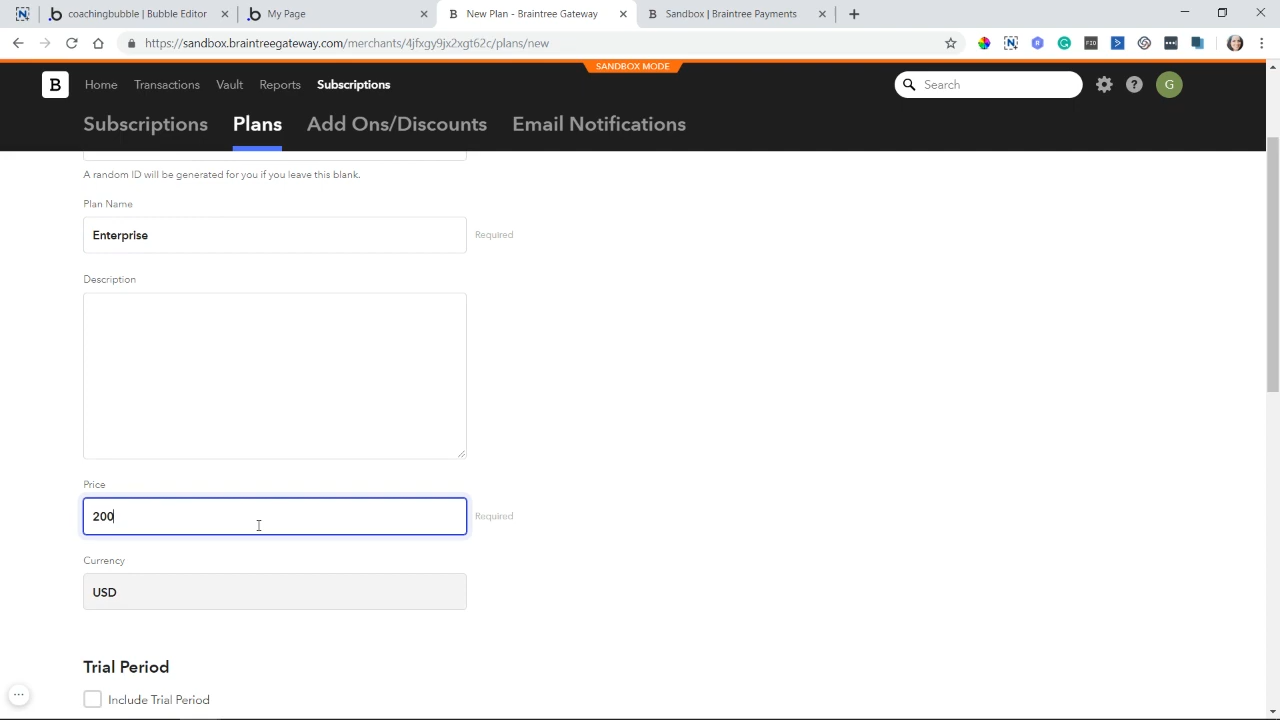 coachingbubble | Bubble Editor
My Page
New Plan - Braintree Gateway
Sandbox | Braintree Payments
https://sandbox.braintreegateway.com/merchants/4jfxgy9jx2xgt62c/plans/new
SANDBOX MODE
B
Home
Transactions
Vault
Reports
Subscriptions
Search
G
Subscriptions
Plans
Add Ons/Discounts
Email Notifications
A random ID will be generated for you if you leave this blank.
Plan Name
Enterprise
Required
Description
Price
200
Required
Currency
USD
Trial Period
Include Trial Period